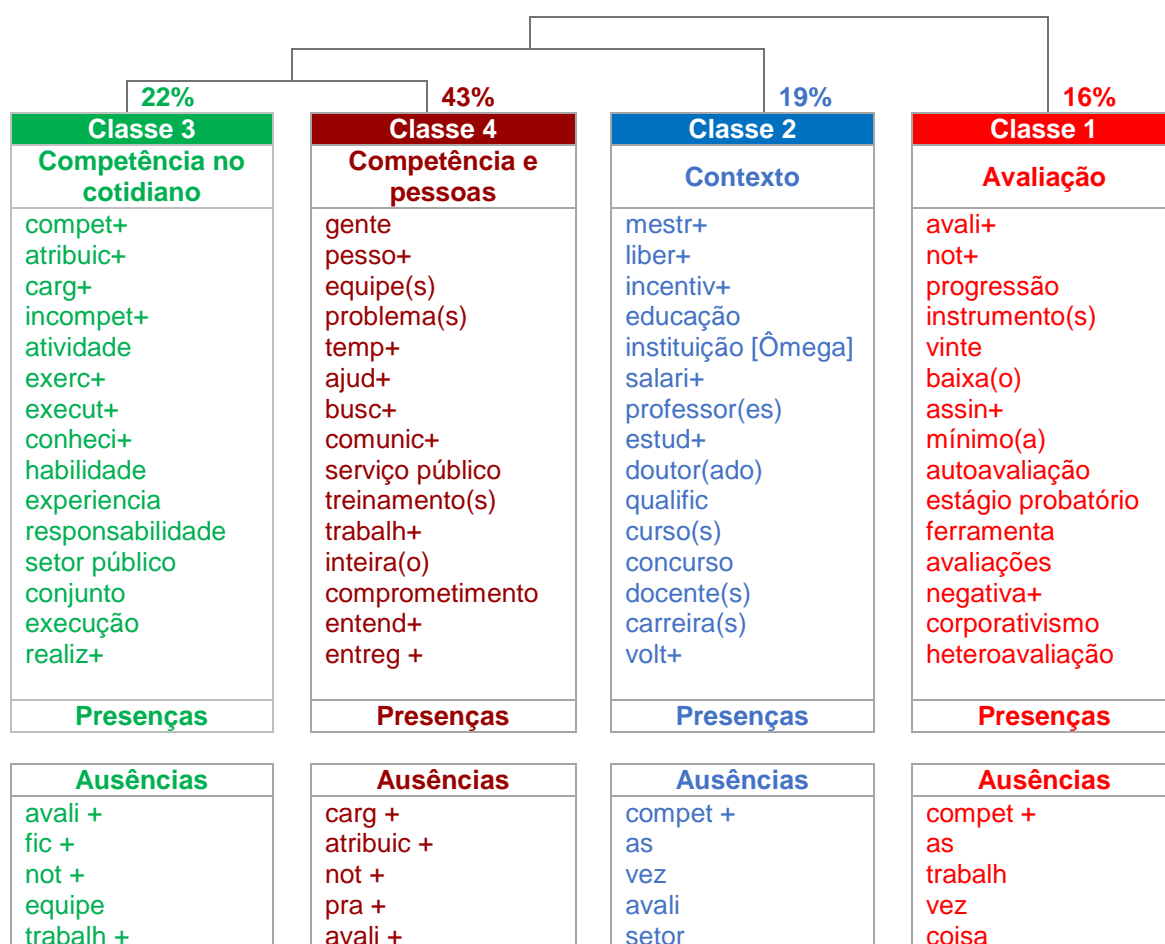 22%
43%
19%
16%
Classe 3
Classe 4
Classe 2
Classe 1
Competência no
cotidiano
Competência e
pessoas
Contexto
Avaliação
compet+
atribuic+
carg+
incompet+
atividade
exerc+
execut+
conheci+
habilidade
experiencia
responsabilidade
setor público
conjunto
execução
realiz+
Presenças
gente
pesso+
equipe(s)
problema(s)
temp+
ajud+
busc+
comunic+
serviço público
treinamento(s)
trabalh+
inteira(o)
comprometimento
entend+
entreg +
Presenças
mestr+
liber+
incentiv+
educação
instituição [Ômega]
salari+
professor(es)
estud+
doutor(ado)
qualific
curso(s)
concurso
docente(s)
carreira(s)
volt+
Presenças
avali+
not+
progressão
instrumento(s)
vinte
baixa(o)
assin+
mínimo(a)
autoavaliação
estágio probatório
ferramenta
avaliações
negativa+
corporativismo
heteroavaliação
Presenças
Ausências
avali +
fic +
not +
equipe
trabalh +
Ausências
carg +
atribuic +
not +
pra +
avali +
Ausências
compet +
as
vez
avali
setor
Ausências
compet +
as
trabalh
vez
coisa